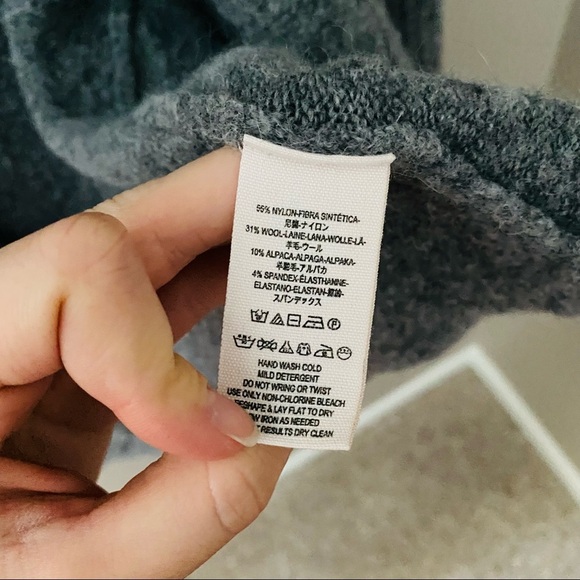 55% NYLON-FIBRA SINTÉTICA-
尼龍-ナイロン
31% WOOL-LAINE-LANA-WOLLE-LÃ-
羊毛-ウール
10% ALPACA-ALPAGA-ALPAKA-
羊駝毛-アルパカ
4% SPANDEX-ÉLASTHANNE-
ELASTANO-ELASTAN-
スパンデックス
HAND WASH COLD
MILD DETERGENT
DO NOT WRING OR TWIST
USE ONLY NON-CHLORINE BLEACH
RESHAPE & LAY FLAT TO DRY
IRON AS NEEDED
RESULTS DRY CLEAN